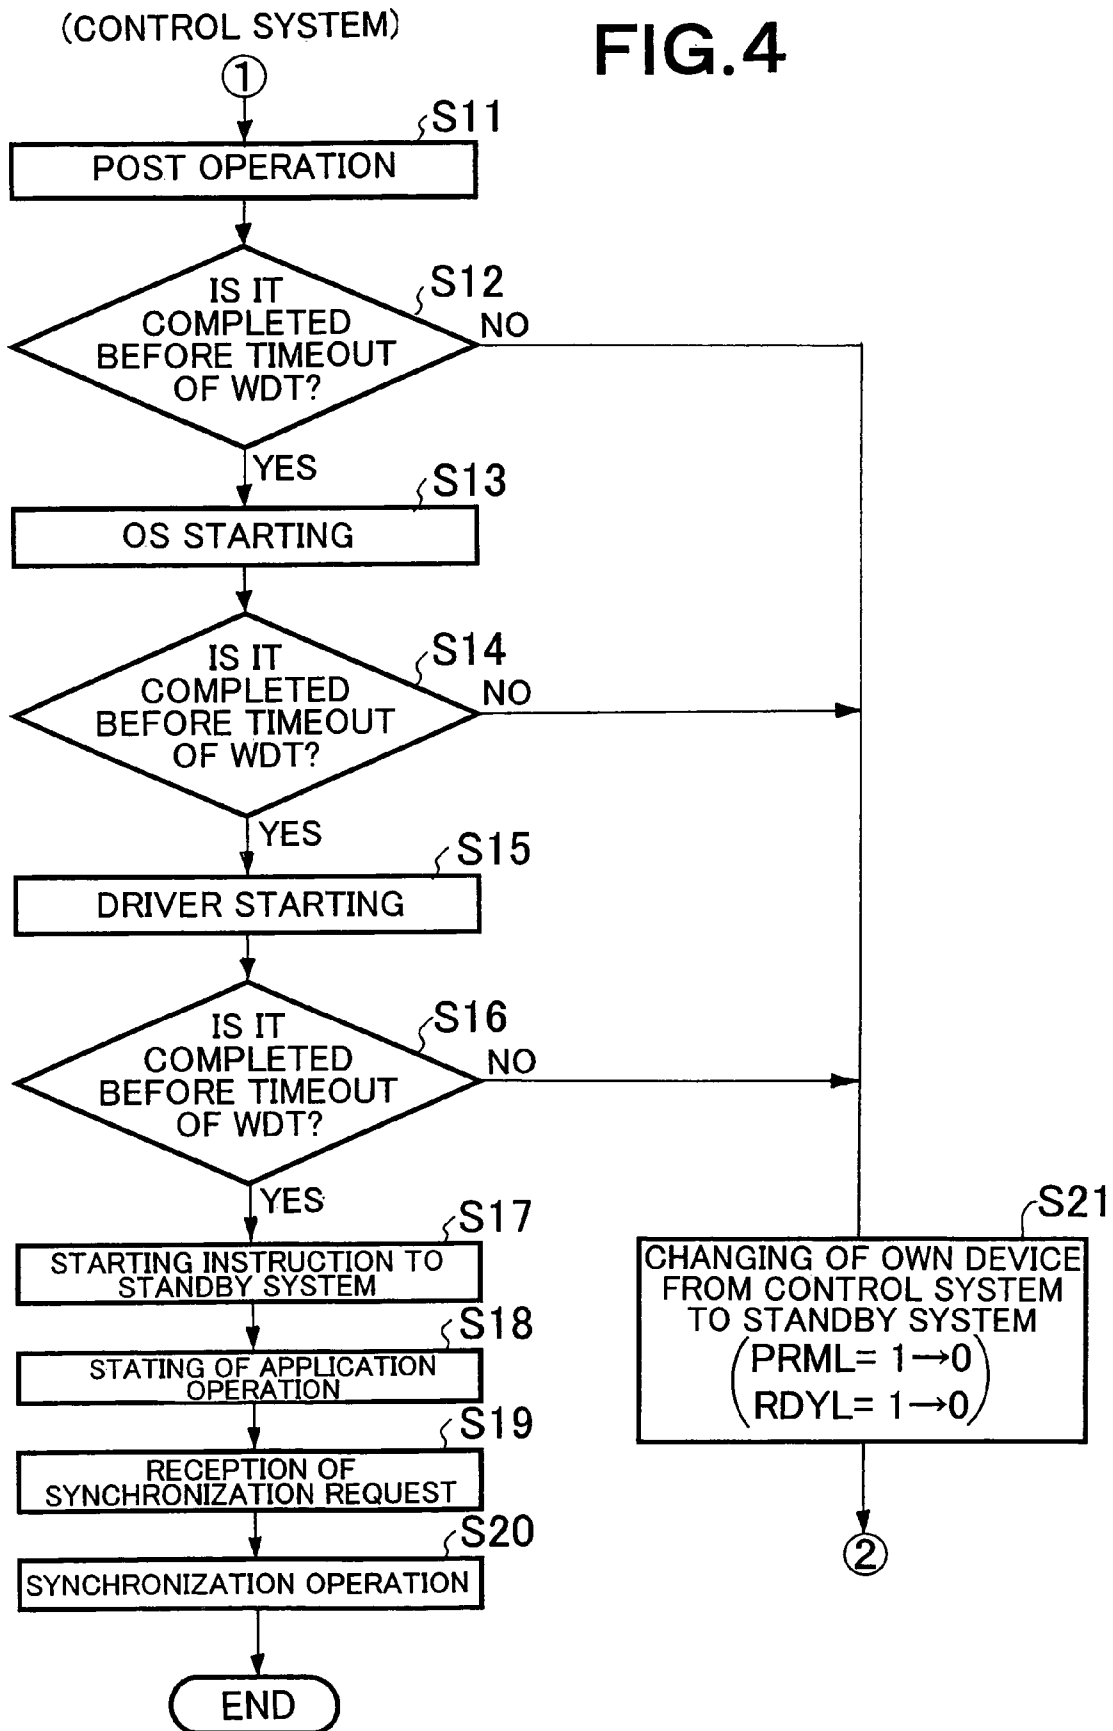 (CONTROL SYSTEM)
FIG.4
1
S11
POST OPERATION
S12
IS IT
COMPLETED
BEFORE TIMEOUT
OF WDT?
NO
YES
S13
OS STARTING
S14
IS IT
COMPLETED
BEFORE TIMEOUT
OF WDT?
NO
YES
S15
DRIVER STARTING
S16
IS IT
COMPLETED
BEFORE TIMEOUT
OF WDT?
NO
YES
S17
STARTING INSTRUCTION TO
STANDBY SYSTEM
S18
STATING OF APPLICATION
OPERATION
S19
RECEPTION OF
SYNCHRONIZATION REQUEST
S20
SYNCHRONIZATION OPERATION
END
S21
CHANGING OF OWN DEVICE
FROM CONTROL SYSTEM
TO STANDBY SYSTEM
(PRML= 1→0
RDYL= 1→0)
2